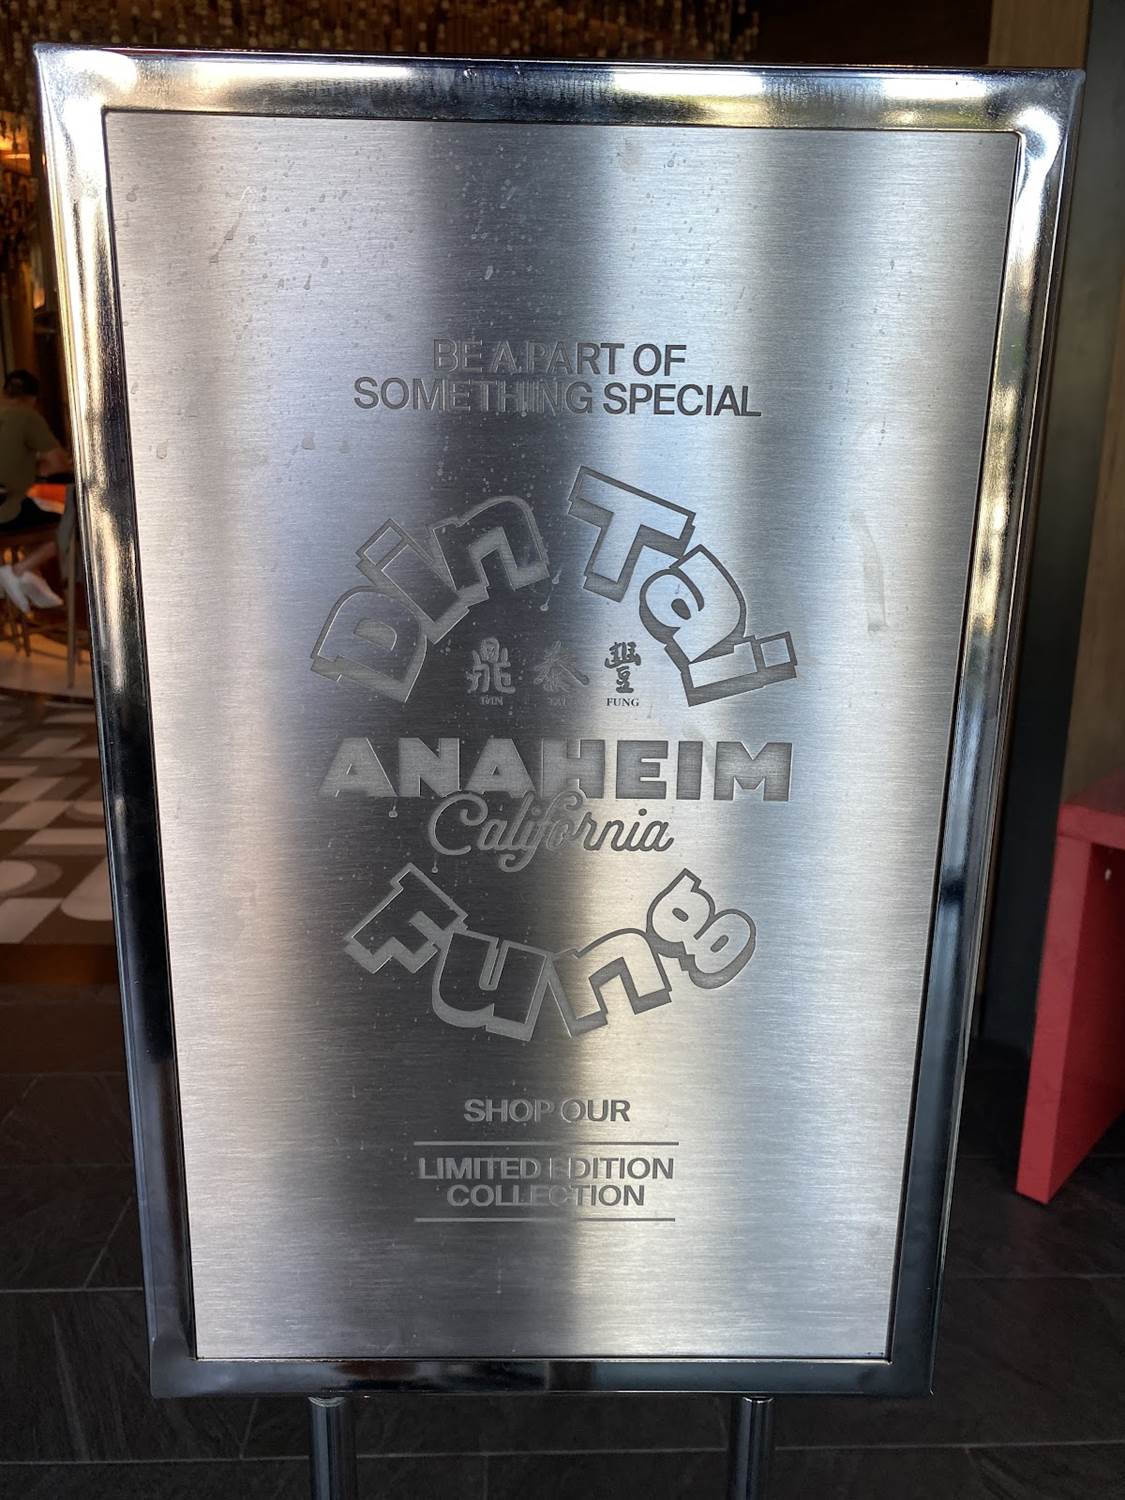 BE A PART OF
SOMETHING SPECIAL
Din Tai
鼎 泰 豐
DIN TAI FUNG
ANAHEIM
California
Fung
SHOP OUR
LIMITED EDITION
COLLECTION